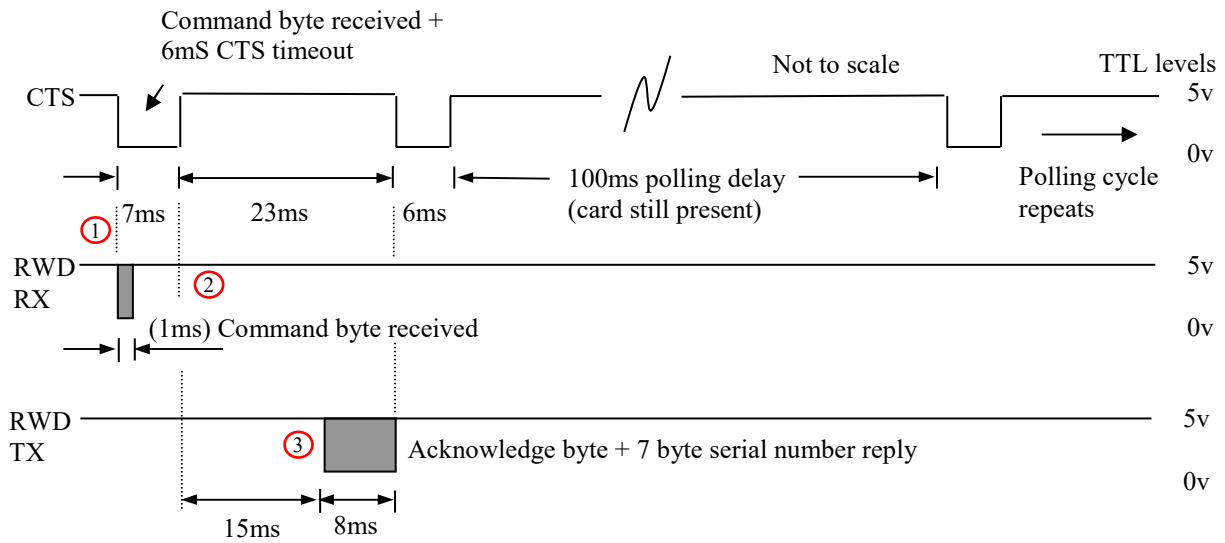 Command byte received +
6mS CTS timeout
Not to scale
TTL levels
CTS
5v
0v
100ms polling delay
(card still present)
Polling cycle
repeats
7ms
23ms
6ms
1
RWD
RX
2
5v
0v
(1ms) Command byte received
RWD
TX
3
Acknowledge byte + 7 byte serial number reply
5v
0v
15ms
8ms